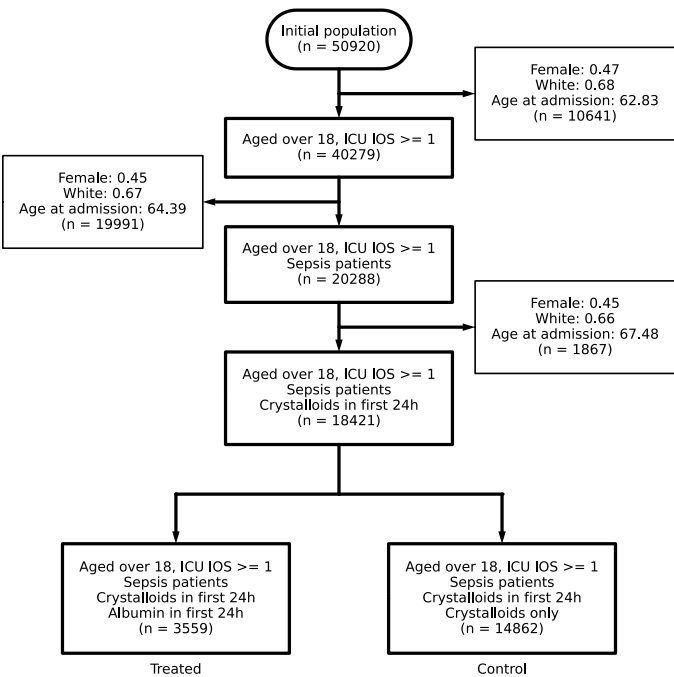 Initial population
(n = 50920)
Female: 0.47
White: 0.68
Age at admission: 62.83
(n = 10641)
Aged over 18, ICU lOS >= 1
(n = 40279)
Female: 0.45
White: 0.67
Age at admission: 64.39
(n = 19991)
Aged over 18, ICU lOS >= 1
Sepsis patients
(n = 20288)
Female: 0.45
White: 0.66
Age at admission: 67.48
(n = 1867)
Aged over 18, ICU lOS >= 1
Sepsis patients
Crystalloids in first 24h
(n = 18421)
Aged over 18, ICU lOS >= 1
Sepsis patients
Crystalloids in first 24h
Albumin in first 24h
(n = 3559)
Treated
Aged over 18, ICU lOS >= 1
Sepsis patients
Crystalloids in first 24h
Crystalloids only
(n = 14862)
Control